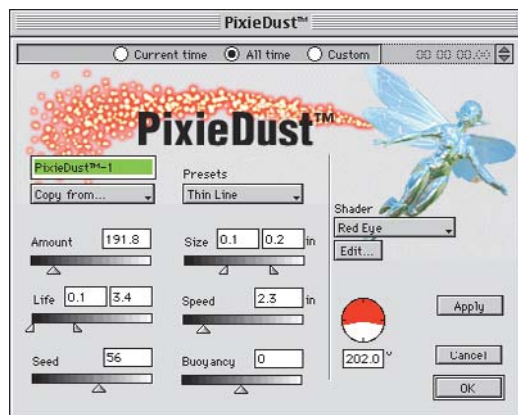 PixieDust™
Current time All time Custom 00 00 00.00
PixieDust™
PixieDust™-1
Copy from...
Presets
Thin Line
Shader
Red Eye
Edit...
Amount 191.8
Size 0.1 0.2 in
Life 0.1 3.4
Speed 2.3 in
Seed 56
Buoyancy 0
202.0 °
Apply
Cancel
OK